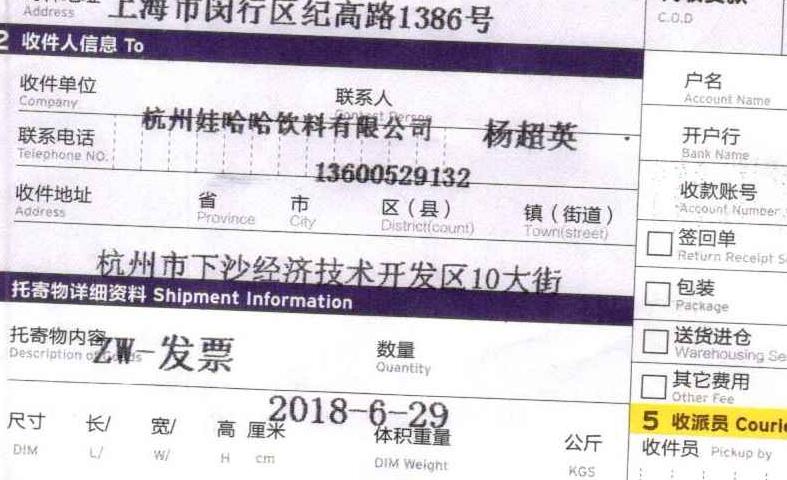 Address 上海市闵行区纪高路1386号
C.O.D
2 收件人信息 To
收件单位 联系人 户名
Company Contact Person Account Name
杭州娃哈哈饮料有限公司 杨超英
联系电话 开户行
Telephone NO. Bank Name
13600529132
收件地址 省 市 区（县） 镇（街道） 收款账号
Address Province City District(count) Town(street) Account Number
签回单
Return Receipt S
杭州市下沙经济技术开发区10大街
托寄物详细资料 Shipment Information
包装
Package
托寄物内容 ZW-发票 数量 送货进仓
Description of Goods Quantity Warehousing Se
其它费用
Other Fee
2018-6-29
5 收派员 Courie
尺寸 长/ 宽/ 高 厘米 体积重量 公斤 收件员 Pickup by
DIM L/ W/ H cm DIM Weight KGS